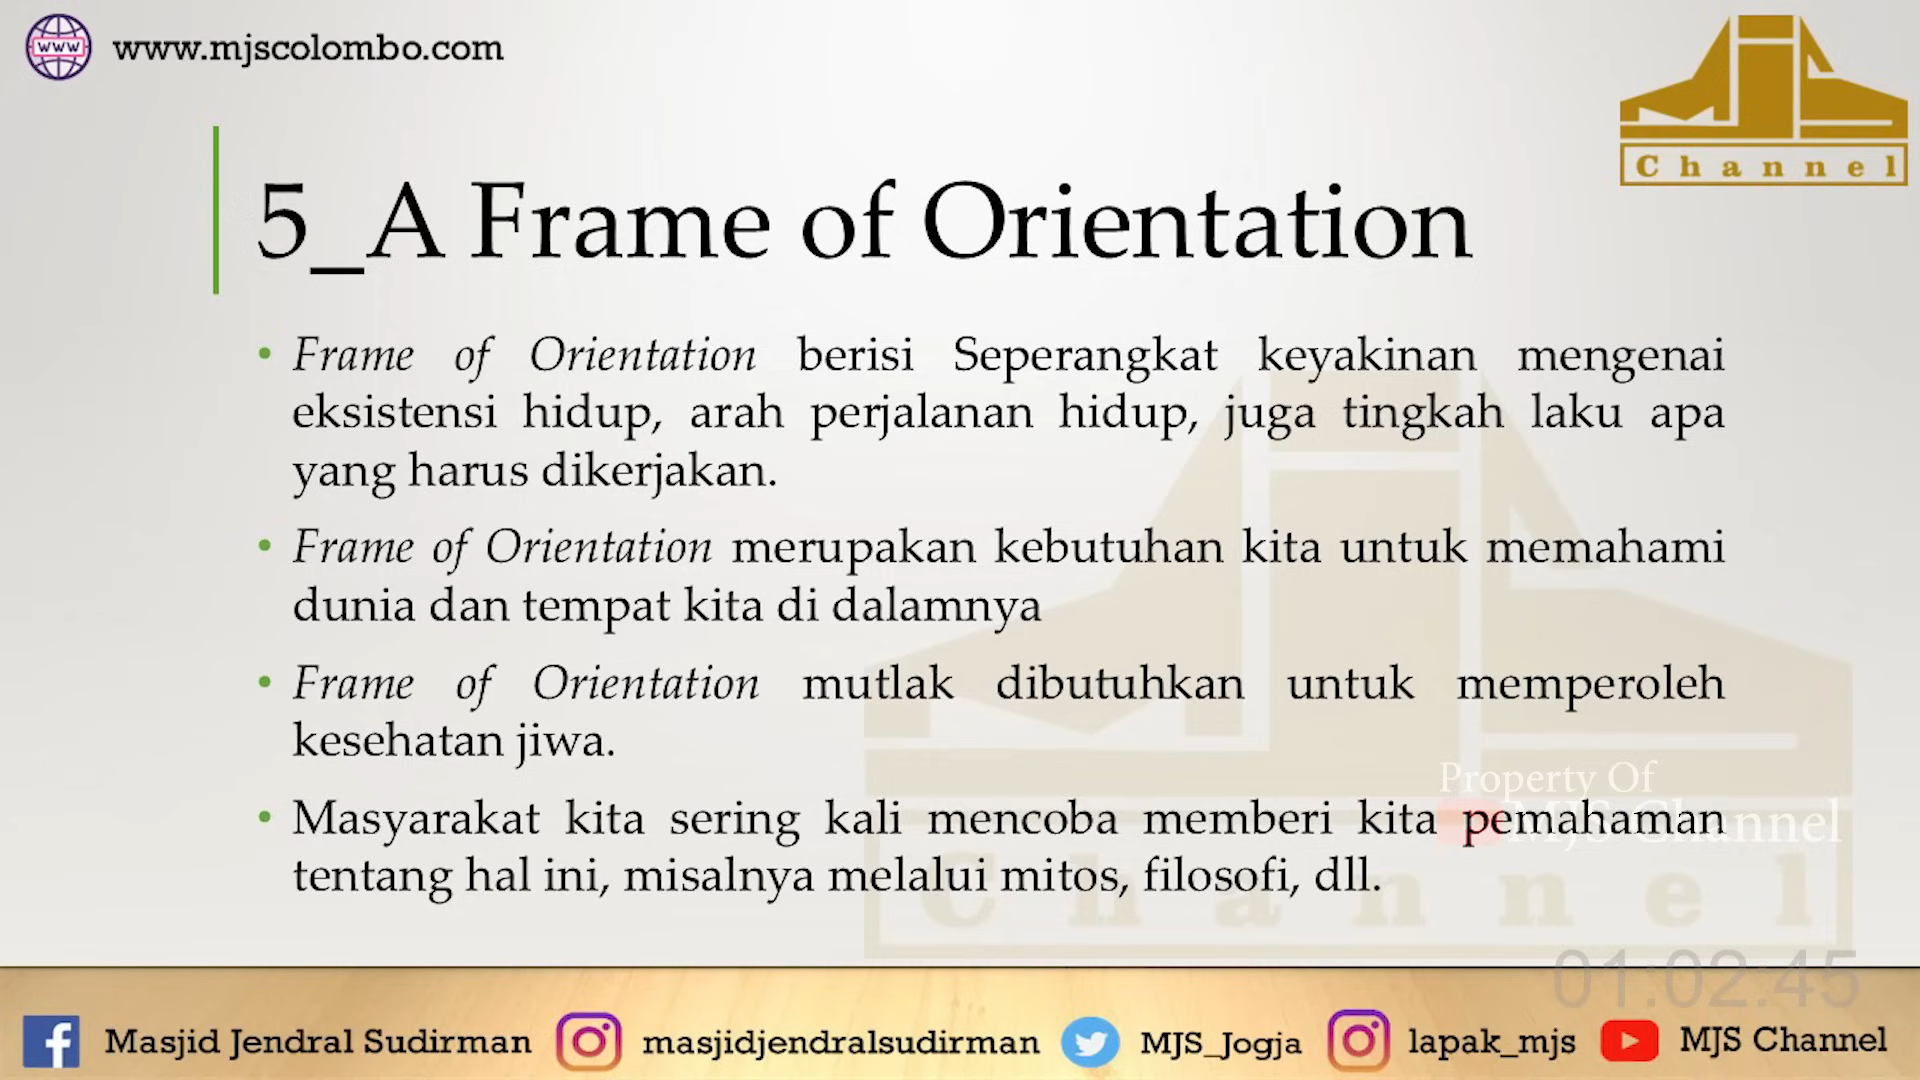 www
www.mjscolombo.com
Channel
5_A Frame of Orientation
• Frame of Orientation berisi Seperangkat keyakinan mengenai
eksistensi hidup, arah perjalanan hidup, juga tingkah laku apa
yang harus dikerjakan.
• Frame of Orientation merupakan kebutuhan kita untuk memahami
dunia dan tempat kita di dalamnya
• Frame of Orientation mutlak dibutuhkan untuk memperoleh
kesehatan jiwa.
Property Of
MJS Channel
• Masyarakat kita sering kali mencoba memberi kita pemahaman
tentang hal ini, misalnya melalui mitos, filosofi, dll.
Channel
01:02:45
Masjid Jendral Sudirman masjidjendralsudirman MJS_Jogja lapak_mjs MJS Channel